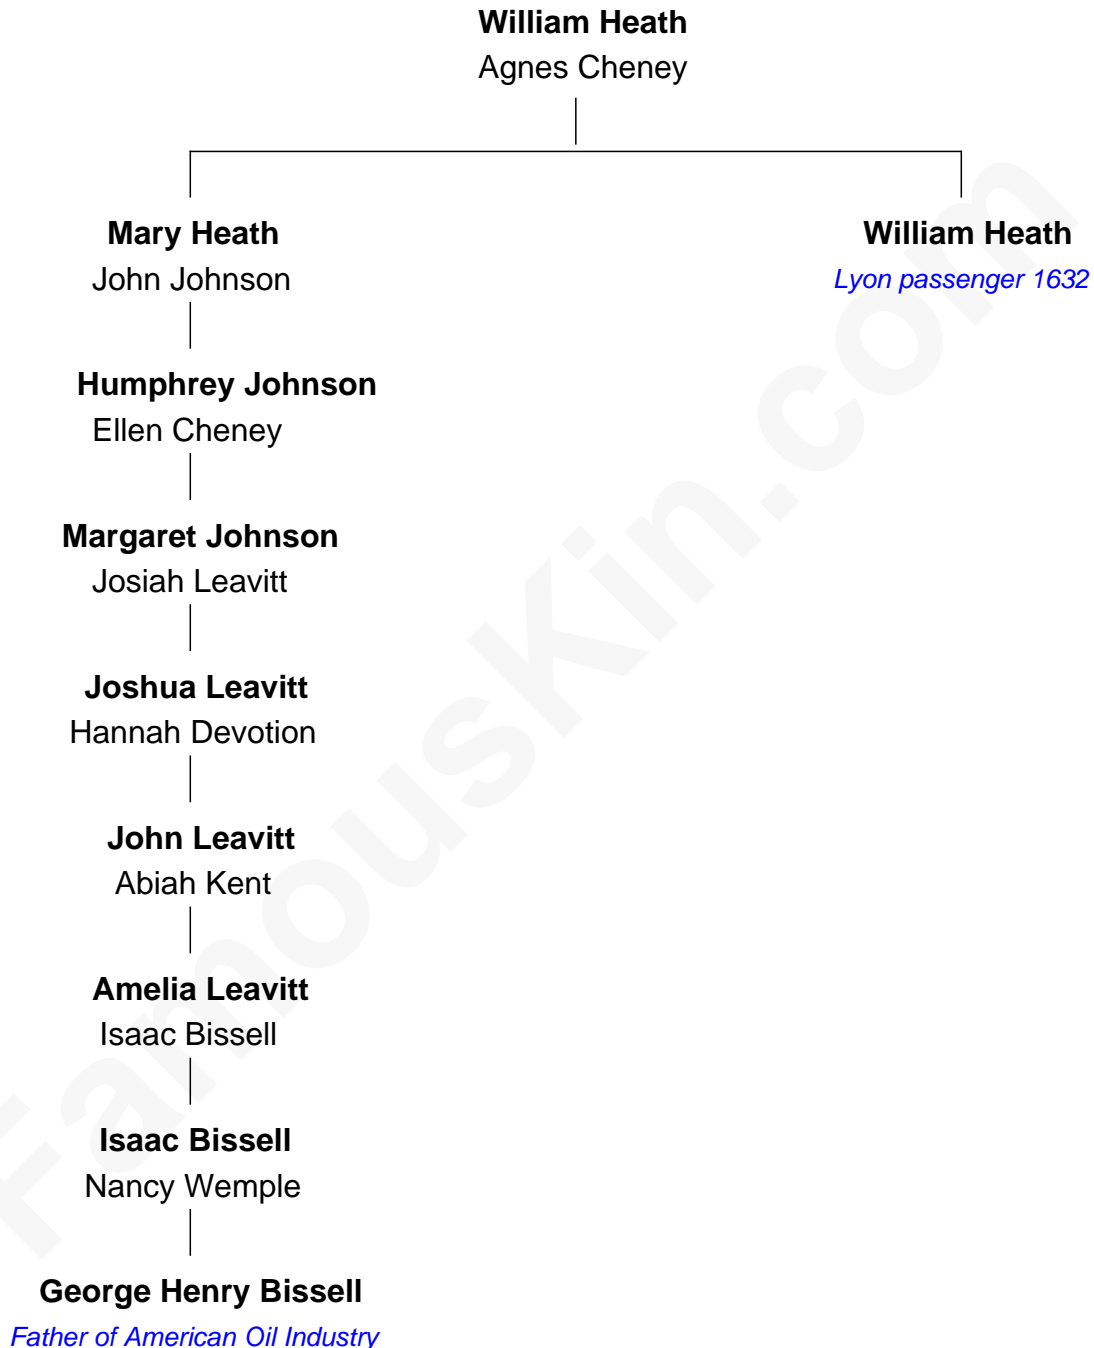 William Heath
Agnes Cheney
Mary Heath
William Heath
John Johnson
Lyon passenger 1632
Humphrey Johnson
Ellen Cheney
Margaret Johnson
Josiah Leavitt
Joshua Leavitt
Hannah Devotion
John Leavitt
Abiah Kent
Amelia Leavitt
Isaac Bissell
Isaac Bissell
Nancy Wemple
George Henry Bissell
Father of American Oil Industry
FamousKin.com